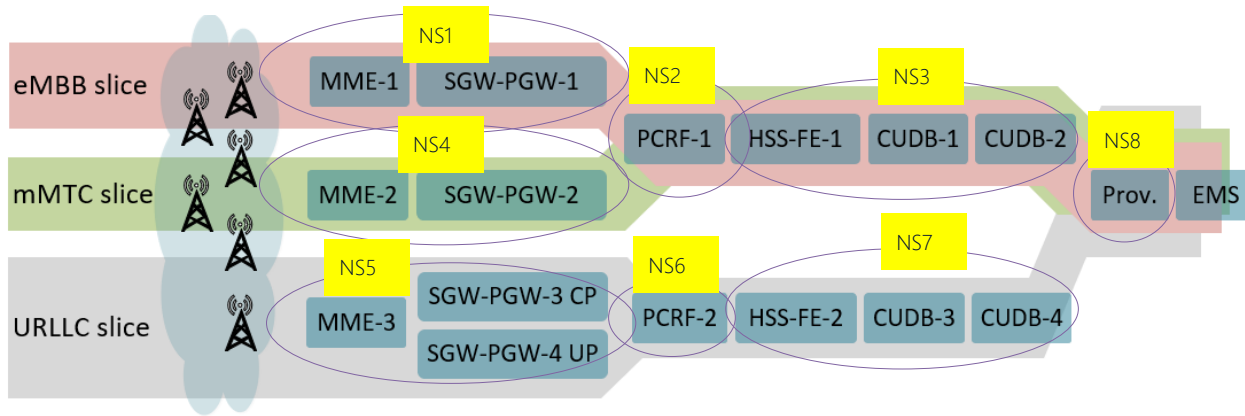 NS1
eMBB slice
MME-1
SGW-PGW-1
NS2
NS3
PCRF-1
HSS-FE-1
CUDB-1
CUDB-2
NS4
mMTC slice
MME-2
SGW-PGW-2
NS8
Prov.
EMS
NS5
URLLC slice
MME-3
SGW-PGW-3 CP
SGW-PGW-4 UP
NS6
NS7
PCRF-2
HSS-FE-2
CUDB-3
CUDB-4